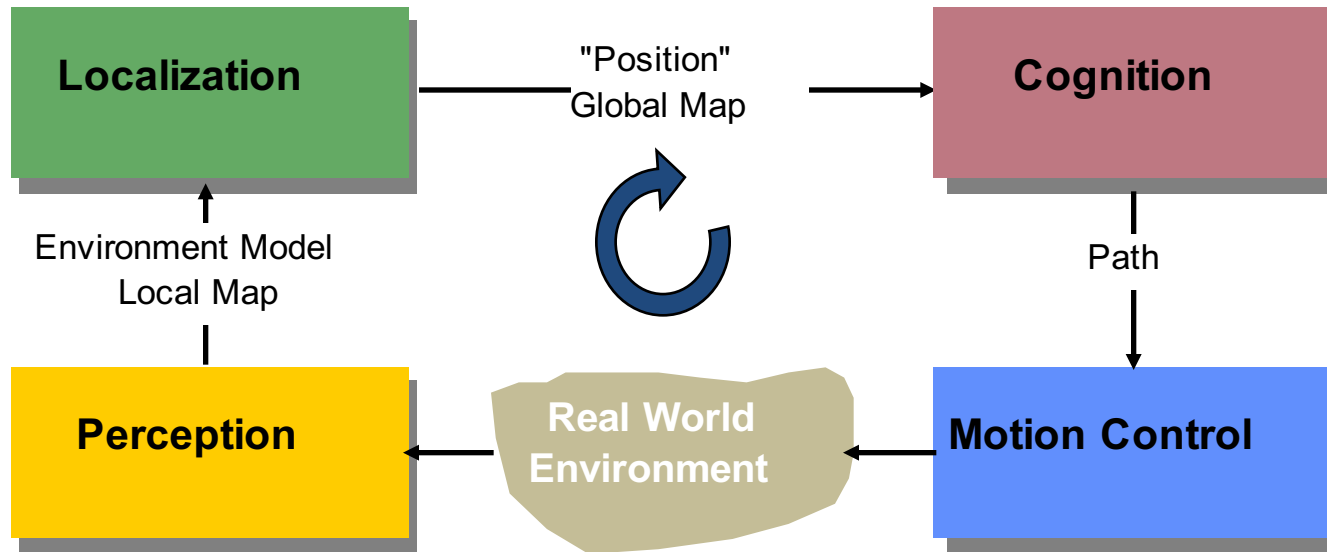 Localization
"Position"
Global Map
Cognition
Environment Model
Local Map
Path
Perception
Real World
Environment
Motion Control